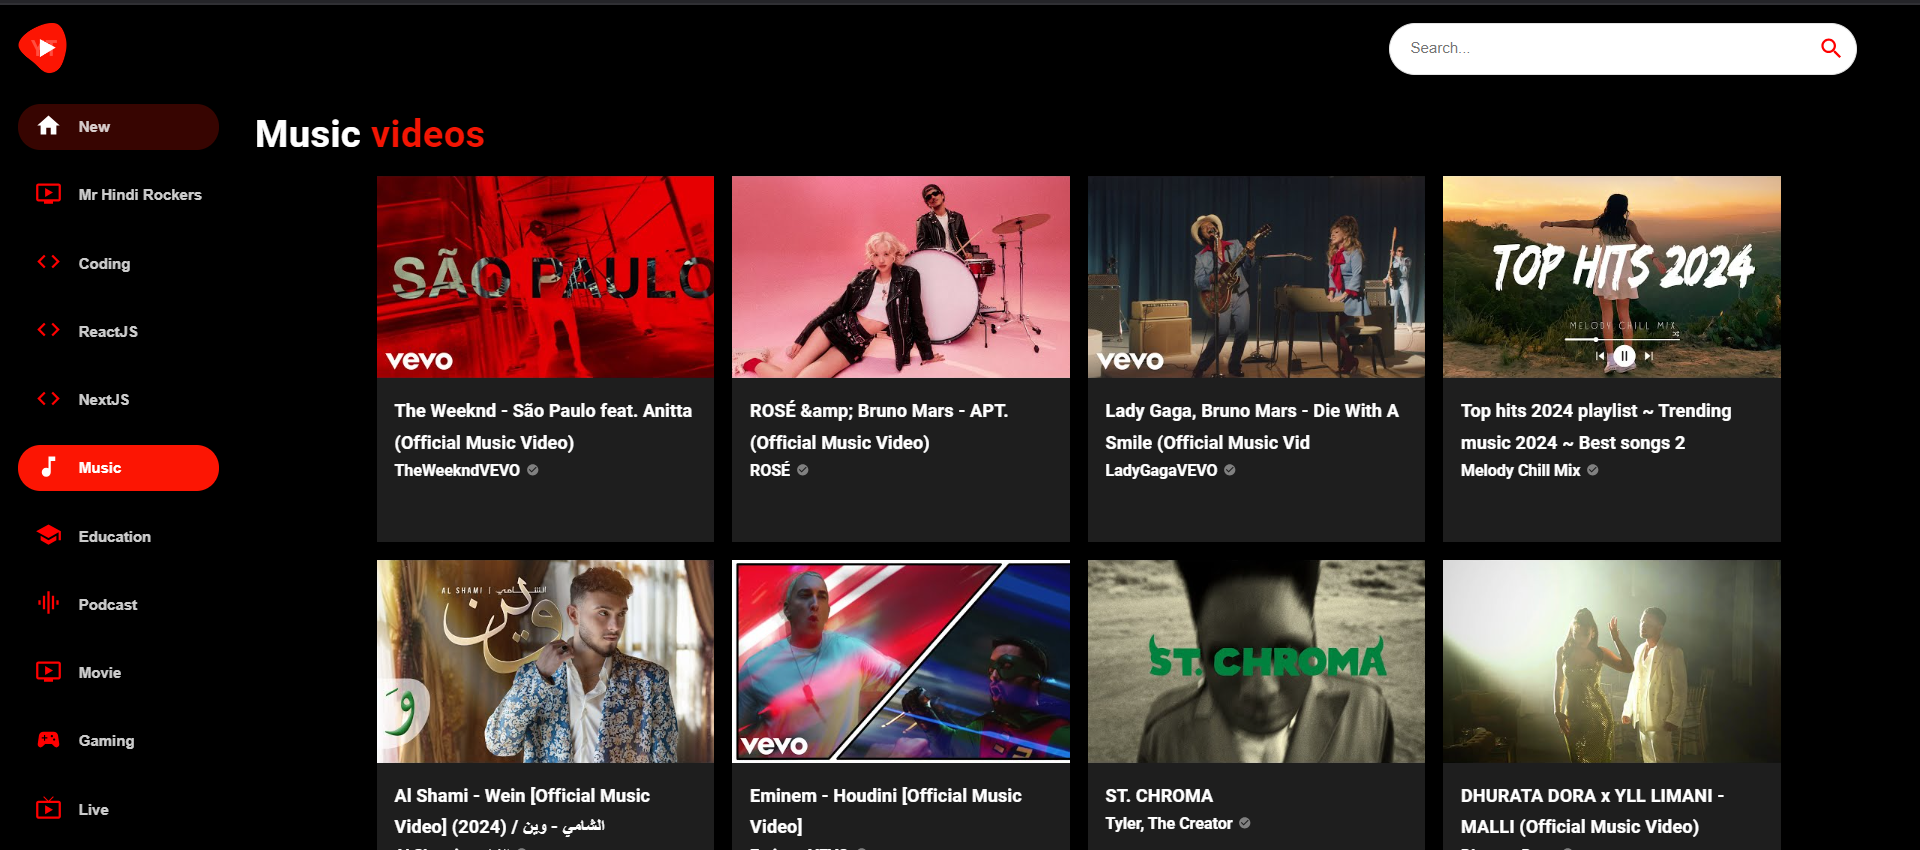 YT
Search...
New
Mr Hindi Rockers
Coding
ReactJS
NextJS
Music
Education
Podcast
Movie
Gaming
Live
Music videos
SÃO PAULO
vevo
vevo
TOP HITS 2024
MELODY CHILL MIX
The Weeknd - São Paulo feat. Anitta
(Official Music Video)
TheWeekndVEVO
ROSÉ &amp; Bruno Mars - APT.
(Official Music Video)
ROSÉ
Lady Gaga, Bruno Mars - Die With A
Smile (Official Music Vid
LadyGagaVEVO
Top hits 2024 playlist ~ Trending
music 2024 ~ Best songs 2
Melody Chill Mix
AL SHAMI | الشامي
وين
وَ
vevo
ST. CHROMA
Al Shami - Wein [Official Music
Video] (2024) / الشامي - وين
Eminem - Houdini [Official Music
Video]
ST. CHROMA
Tyler, The Creator
DHURATA DORA x YLL LIMANI -
MALLI (Official Music Video)